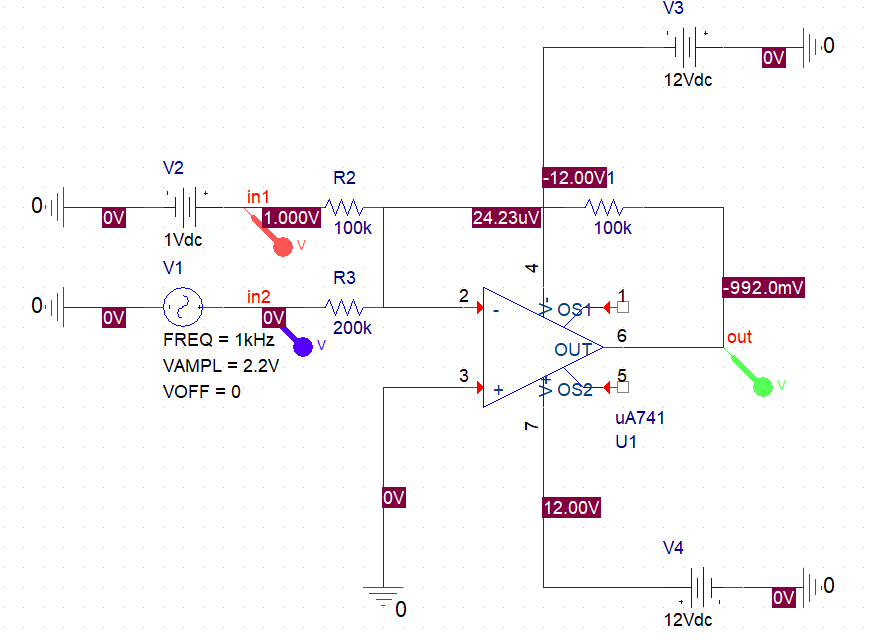 V3
0
0V
12Vdc
V2
-12.00V1
R2
in1
0
0V
1.000V
24.23uV
100k
100k
1Vdc
V
V1
4
R3
-992.0mV
in2
2
1
0
0V
0V
-
V-
OS1
200k
FREQ = 1kHz
6
out
V
OUT
VAMPL = 2.2V
3
5
V
VOFF = 0
+
V+
OS2
uA741
7
U1
0V
12.00V
V4
0
0V
0
12Vdc